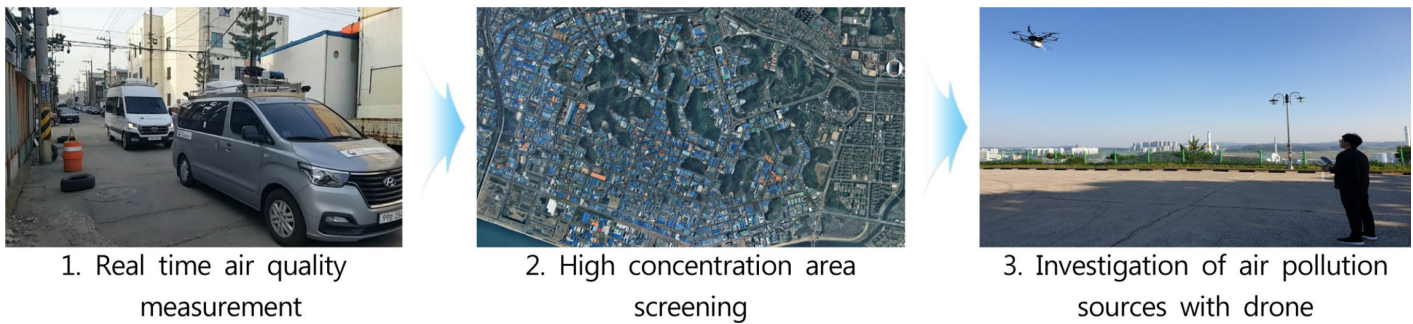 1. Real time air quality
measurement
2. High concentration area
screening
3. Investigation of air pollution
sources with drone